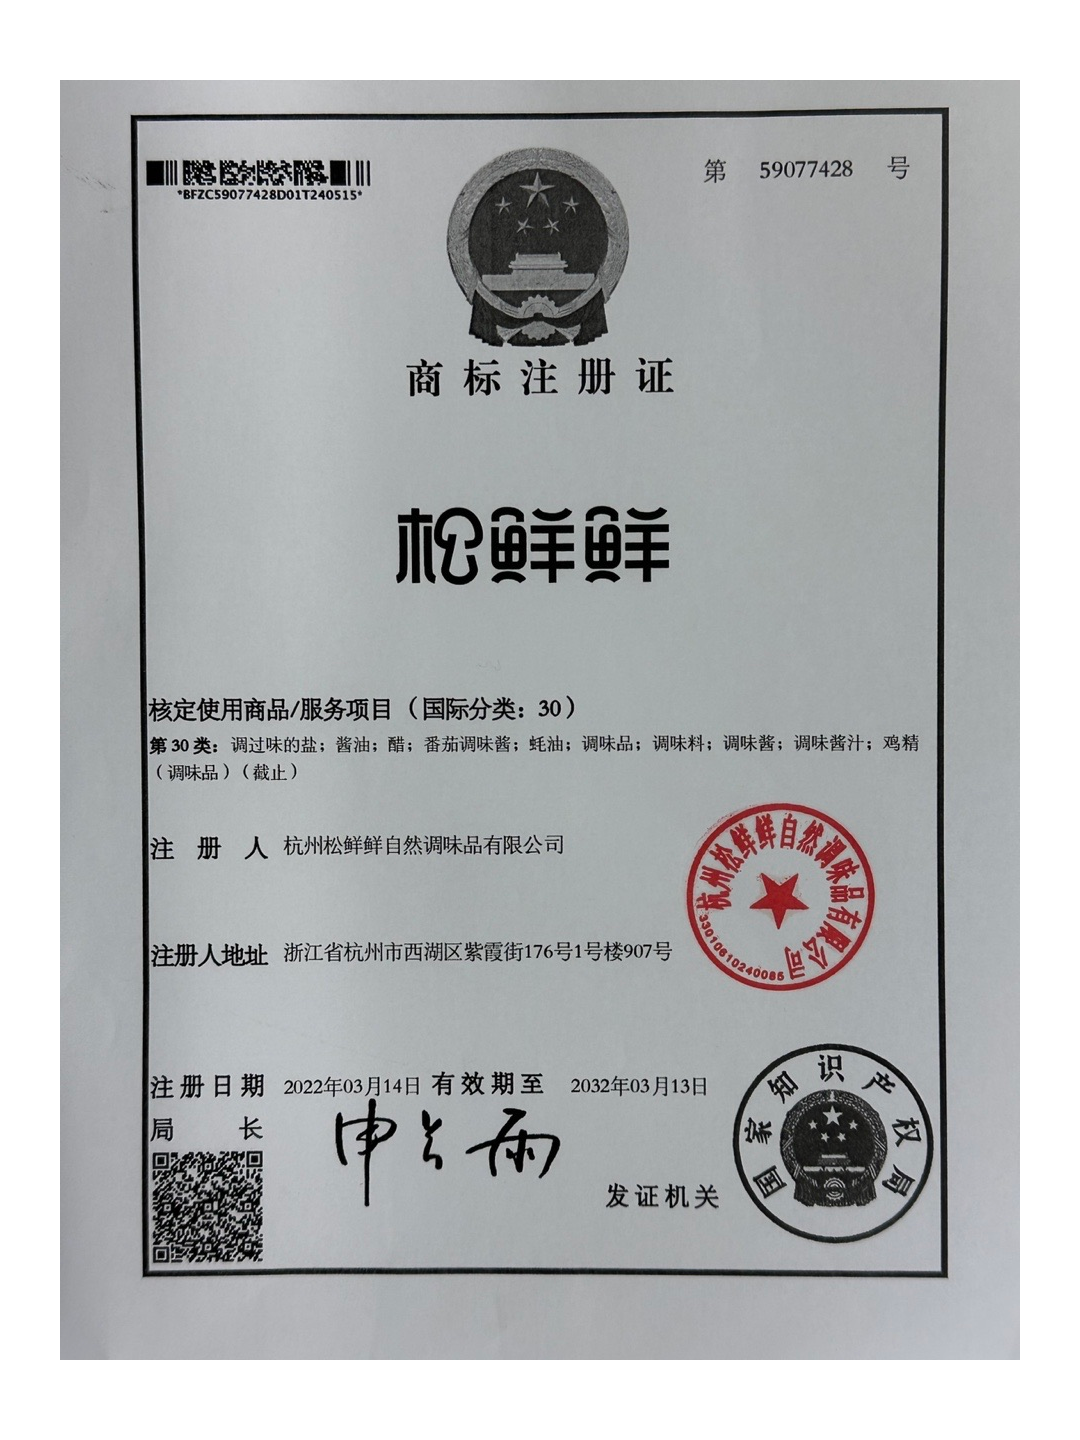 *BFZC59077428D01T240515*
第 59077428 号
商标注册证
松鲜鲜
核定使用商品/服务项目（国际分类：30）
第 30 类：调过味的盐；酱油；醋；番茄调味酱；蚝油；调味品；调味料；调味酱；调味酱汁；鸡精
（调味品）（截止）
注 册 人 杭州松鲜鲜自然调味品有限公司
杭州松鲜鲜自然调味品有限公司
33010610240085
注册人地址 浙江省杭州市西湖区紫霞街176号1号楼907号
注册日期 2022年03月14日 有效期至 2032年03月13日
局 长 申长雨
发证机关
国家知识产权局